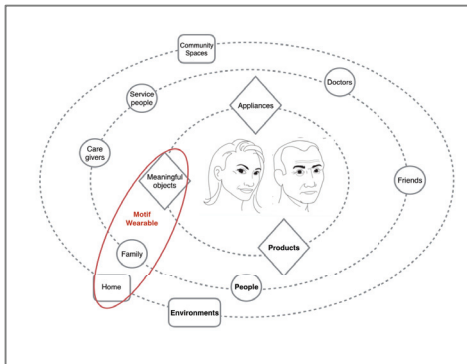 Community
Spaces
Doctors
Service
people
Appliances
Care
givers
Meaningful
objects
Friends
Motif
Wearable
Products
Family
Home
People
Environments